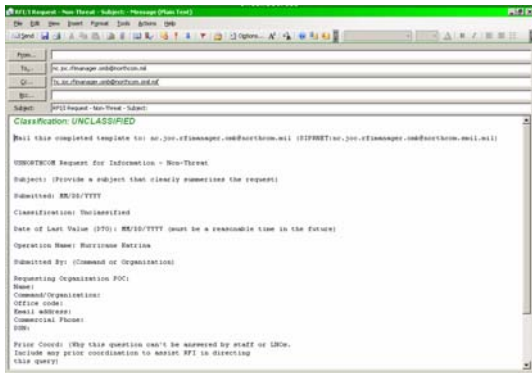 RFI/S Request - Non-Threat - Subject: - Message (Plain Text)
File Edit View Insert Format Tools Actions Help
Send Options...
From...
To... nc.joc.rfimanager.omb@northcom.mil
Cc...
Bcc...
Subject: RFI/S Request - Non-Threat - Subject:
Classification: UNCLASSIFIED
Mail this completed template to: nc.joc.rfimanager.omb@northcom.mil (SIPRNET:nc.joc.rfimanager.omb@northcom.smil.mil)
USNORTHCOM Request for Information - Non-Threat
Subject: (Provide a subject that clearly summarizes the request)
Submitted: MM/DD/YYYY
Classification: Unclassified
Date of Last Value (DTG): MM/DD/YYYY (must be a reasonable time in the future)
Operation Name: Hurricane Katrina
Submitted By: (Command or Organization)
Requesting Organization POC:
Name:
Command/Organization:
Office code:
Email address:
Commercial Phone:
DSN:
Prior Coord: (Why this question can't be answered by staff or LNOs.
Include any prior coordination to assist RFI in directing
this query)